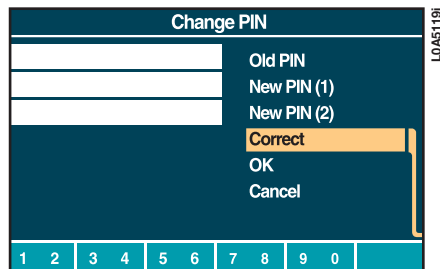 Change PIN
Old PIN
New PIN (1)
New PIN (2)
Correct
OK
Cancel
1 2 3 4 5 6 7 8 9 0
L0A5119i